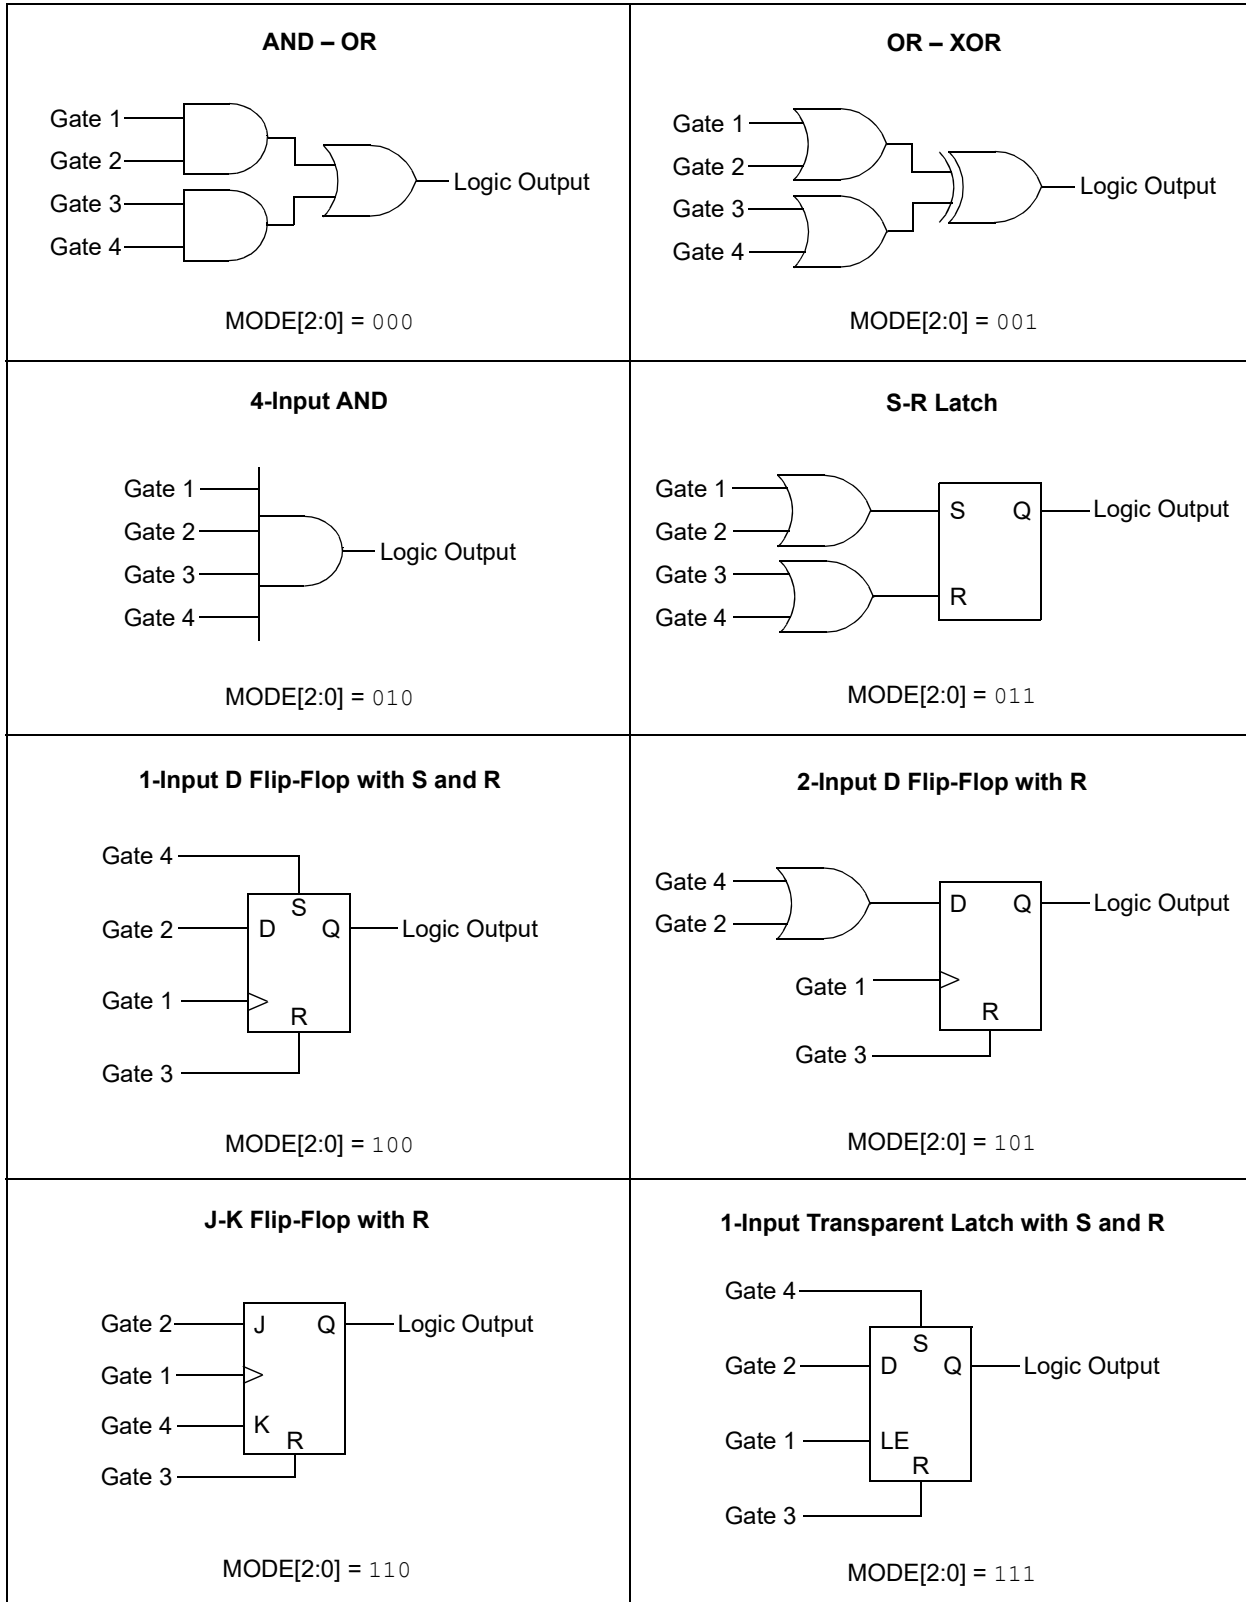 AND – OR
Gate 1
Gate 2
Gate 3
Gate 4
Logic Output
MODE[2:0] = 000
OR – XOR
Gate 1
Gate 2
Gate 3
Gate 4
Logic Output
MODE[2:0] = 001
4-Input AND
Gate 1
Gate 2
Gate 3
Gate 4
Logic Output
MODE[2:0] = 010
S-R Latch
Gate 1
Gate 2
Gate 3
Gate 4
S Q
R
Logic Output
MODE[2:0] = 011
1-Input D Flip-Flop with S and R
Gate 4
S
Gate 2
D Q
Logic Output
Gate 1
R
Gate 3
MODE[2:0] = 100
2-Input D Flip-Flop with R
Gate 4
Gate 2
D Q
Logic Output
Gate 1
R
Gate 3
MODE[2:0] = 101
J-K Flip-Flop with R
Gate 2
J Q
Logic Output
Gate 1
Gate 4
K
R
Gate 3
MODE[2:0] = 110
1-Input Transparent Latch with S and R
Gate 4
S
Gate 2
D Q
Logic Output
Gate 1
LE
R
Gate 3
MODE[2:0] = 111